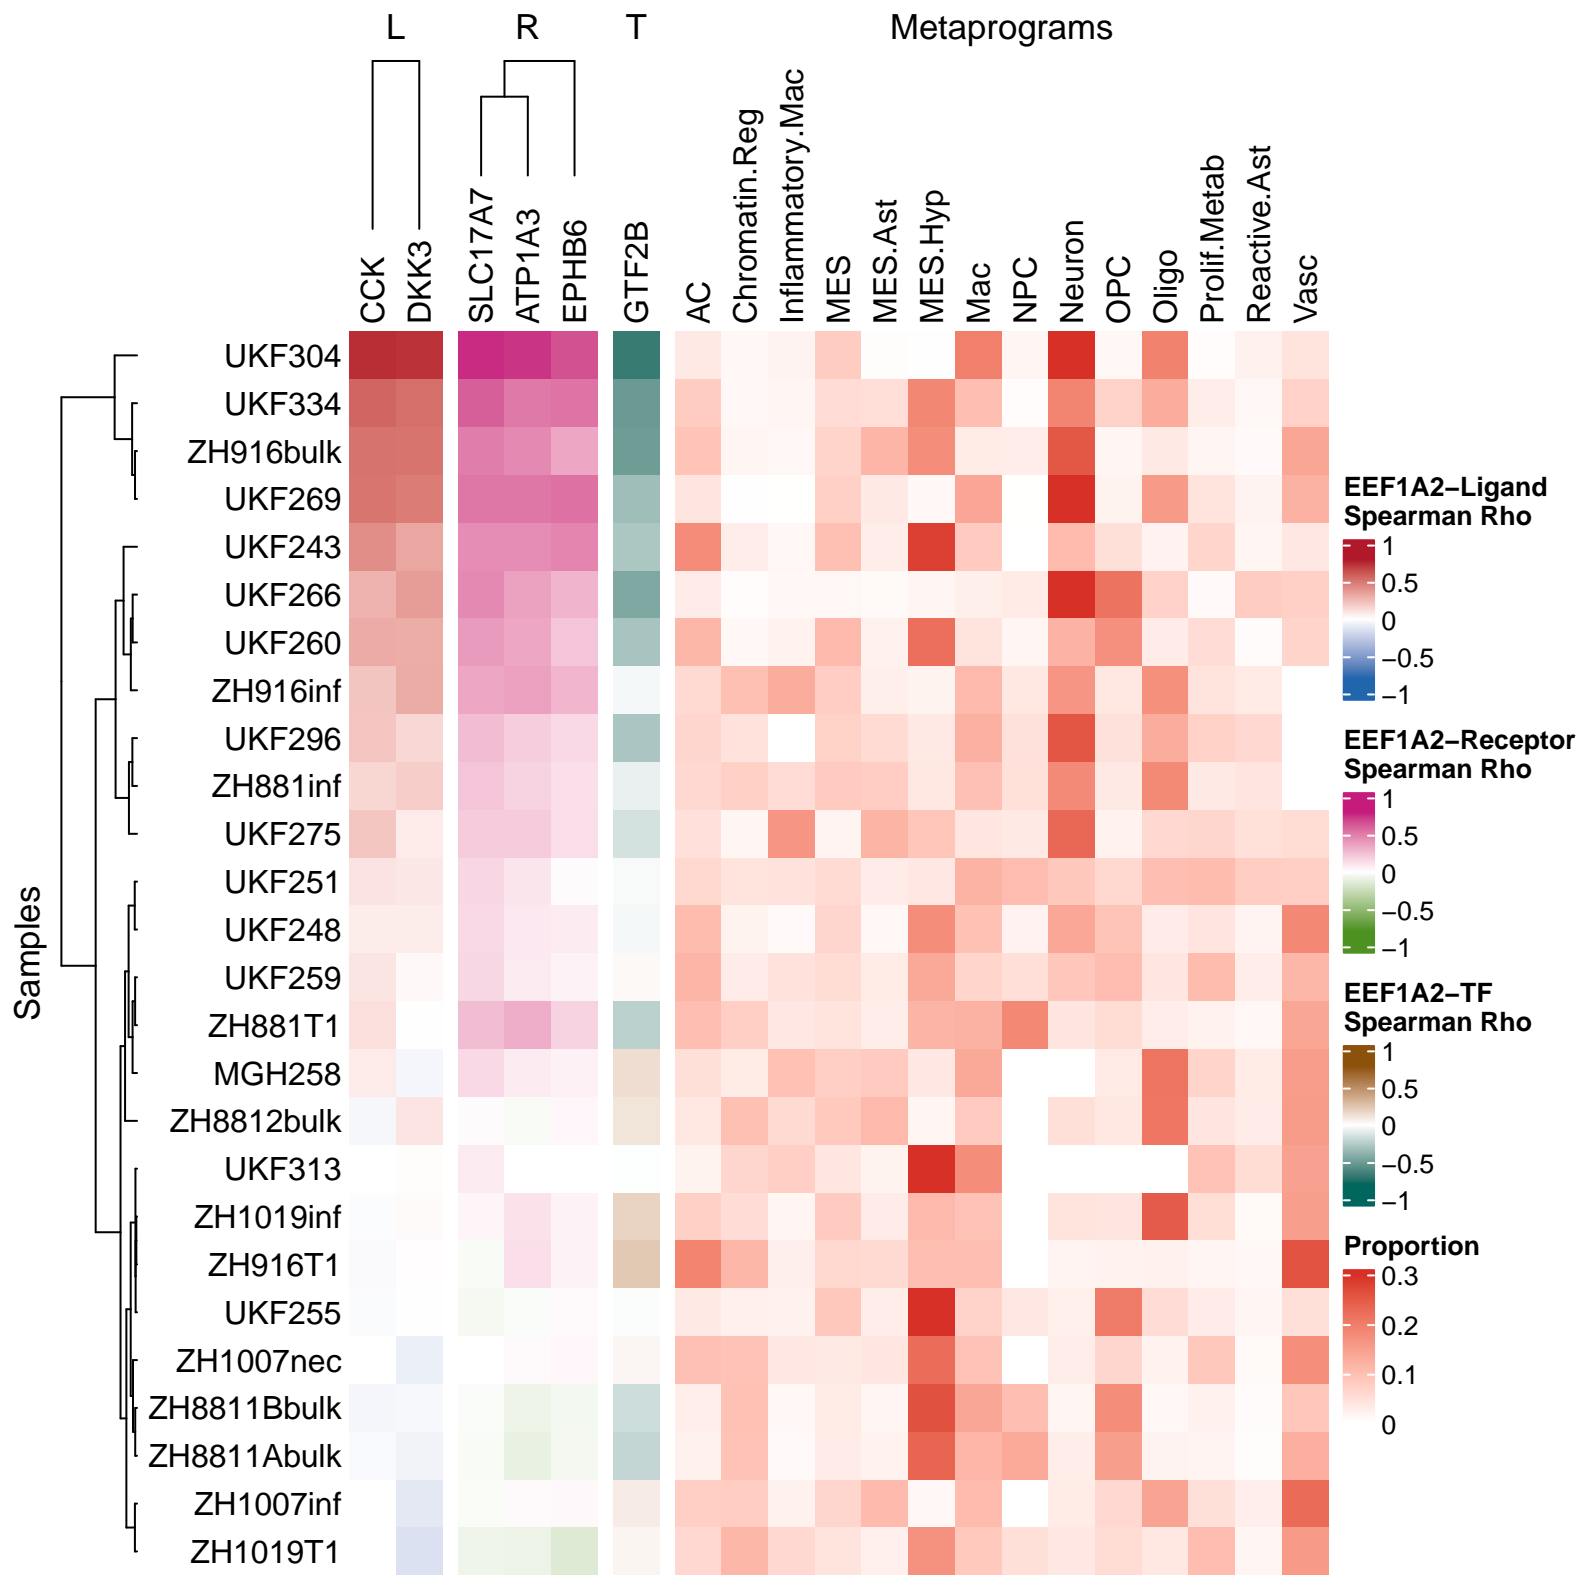 L R T Metaprograms
CCK DKK3 SLC17A7 ATP1A3 EPHB6 GTF2B AC Chromatin.Reg Inflammatory.Mac MES MES.Ast MES.Hyp Mac NPC Neuron OPC Oligo Prolif.Metab Reactive.Ast Vasc
Samples
UKF304
UKF334
ZH916bulk
UKF269
UKF243
UKF266
UKF260
ZH916inf
UKF296
ZH881inf
UKF275
UKF251
UKF248
UKF259
ZH881T1
MGH258
ZH8812bulk
UKF313
ZH1019inf
ZH916T1
UKF255
ZH1007nec
ZH8811Bbulk
ZH8811Abulk
ZH1007inf
ZH1019T1
EEF1A2−Ligand
Spearman Rho
1
0.5
0
−0.5
−1
EEF1A2−Receptor
Spearman Rho
1
0.5
0
−0.5
−1
EEF1A2−TF
Spearman Rho
1
0.5
0
−0.5
−1
Proportion
0.3
0.2
0.1
0